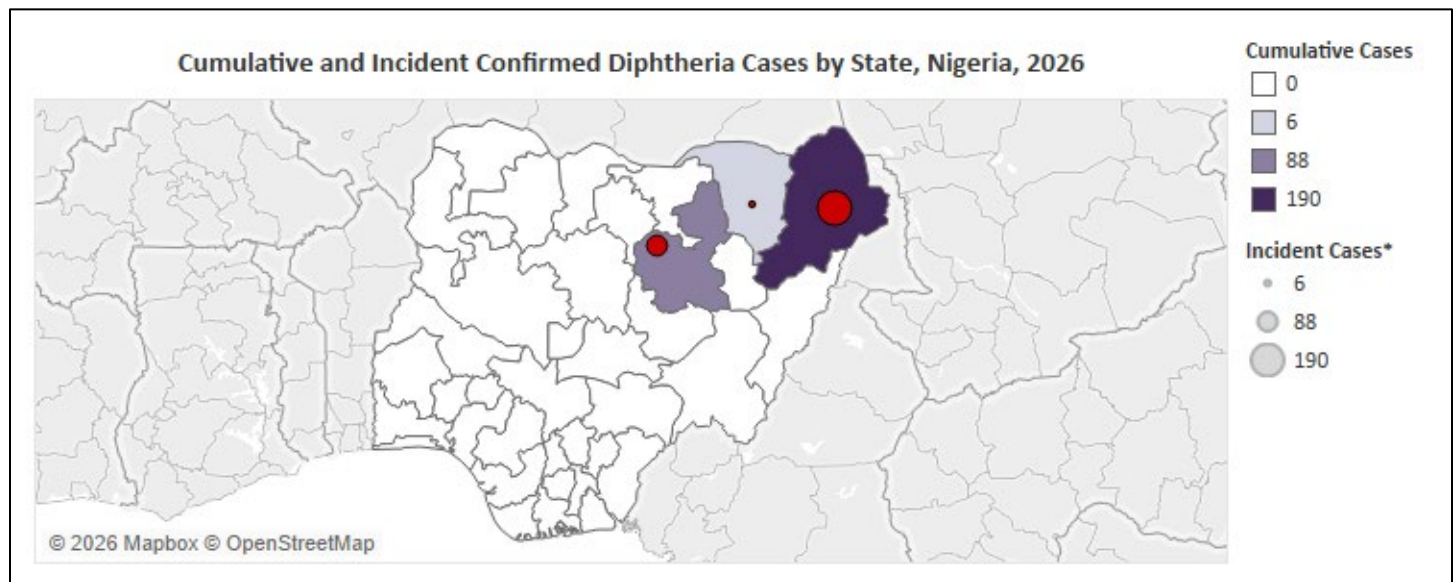 Cumulative and Incident Confirmed Diphtheria Cases by State, Nigeria, 2026
Cumulative Cases
0
6
88
190
Incident Cases*
6
88
190
© 2026 Mapbox © OpenStreetMap